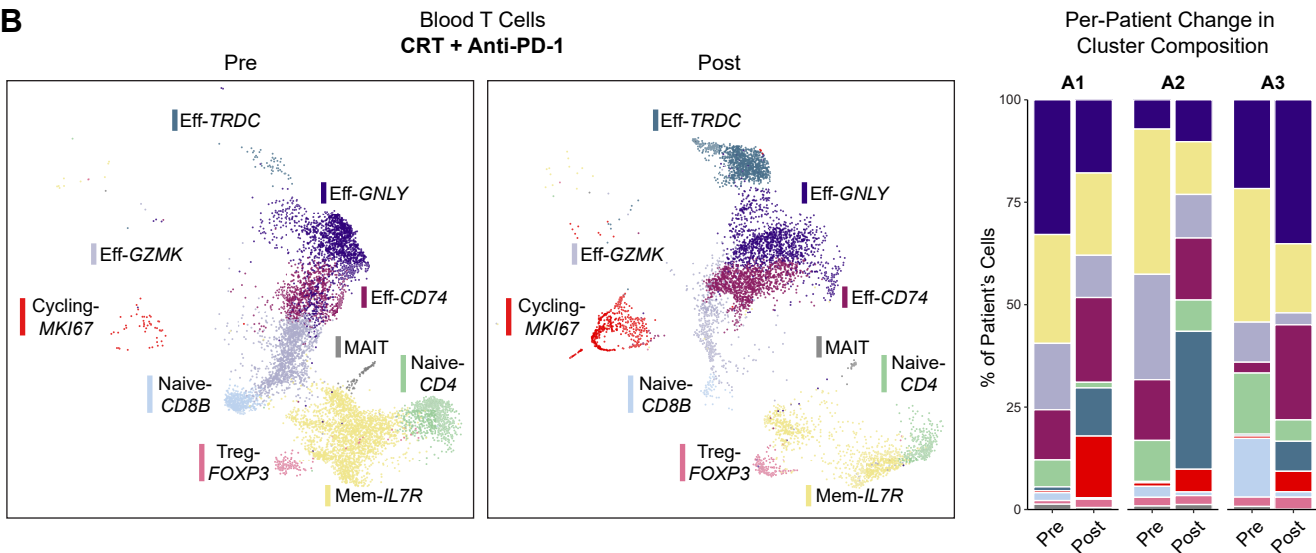 B
Blood T Cells
CRT + Anti-PD-1
Pre
Post
Eff-TRDC
Eff-GNLY
Eff-GZMK
Cycling-
MKI67
Eff-CD74
MAIT
Naive-
CD4
Naive-
CD8B
Treg-
FOXP3
Mem-IL7R
Eff-TRDC
Eff-GNLY
Eff-GZMK
Cycling-
MKI67
Eff-CD74
MAIT
Naive-
CD4
Naive-
CD8B
Treg-
FOXP3
Mem-IL7R
Per-Patient Change in
Cluster Composition
A1 A2 A3
% of Patient's Cells
100
75
50
25
0
Pre Post Pre Post Pre Post